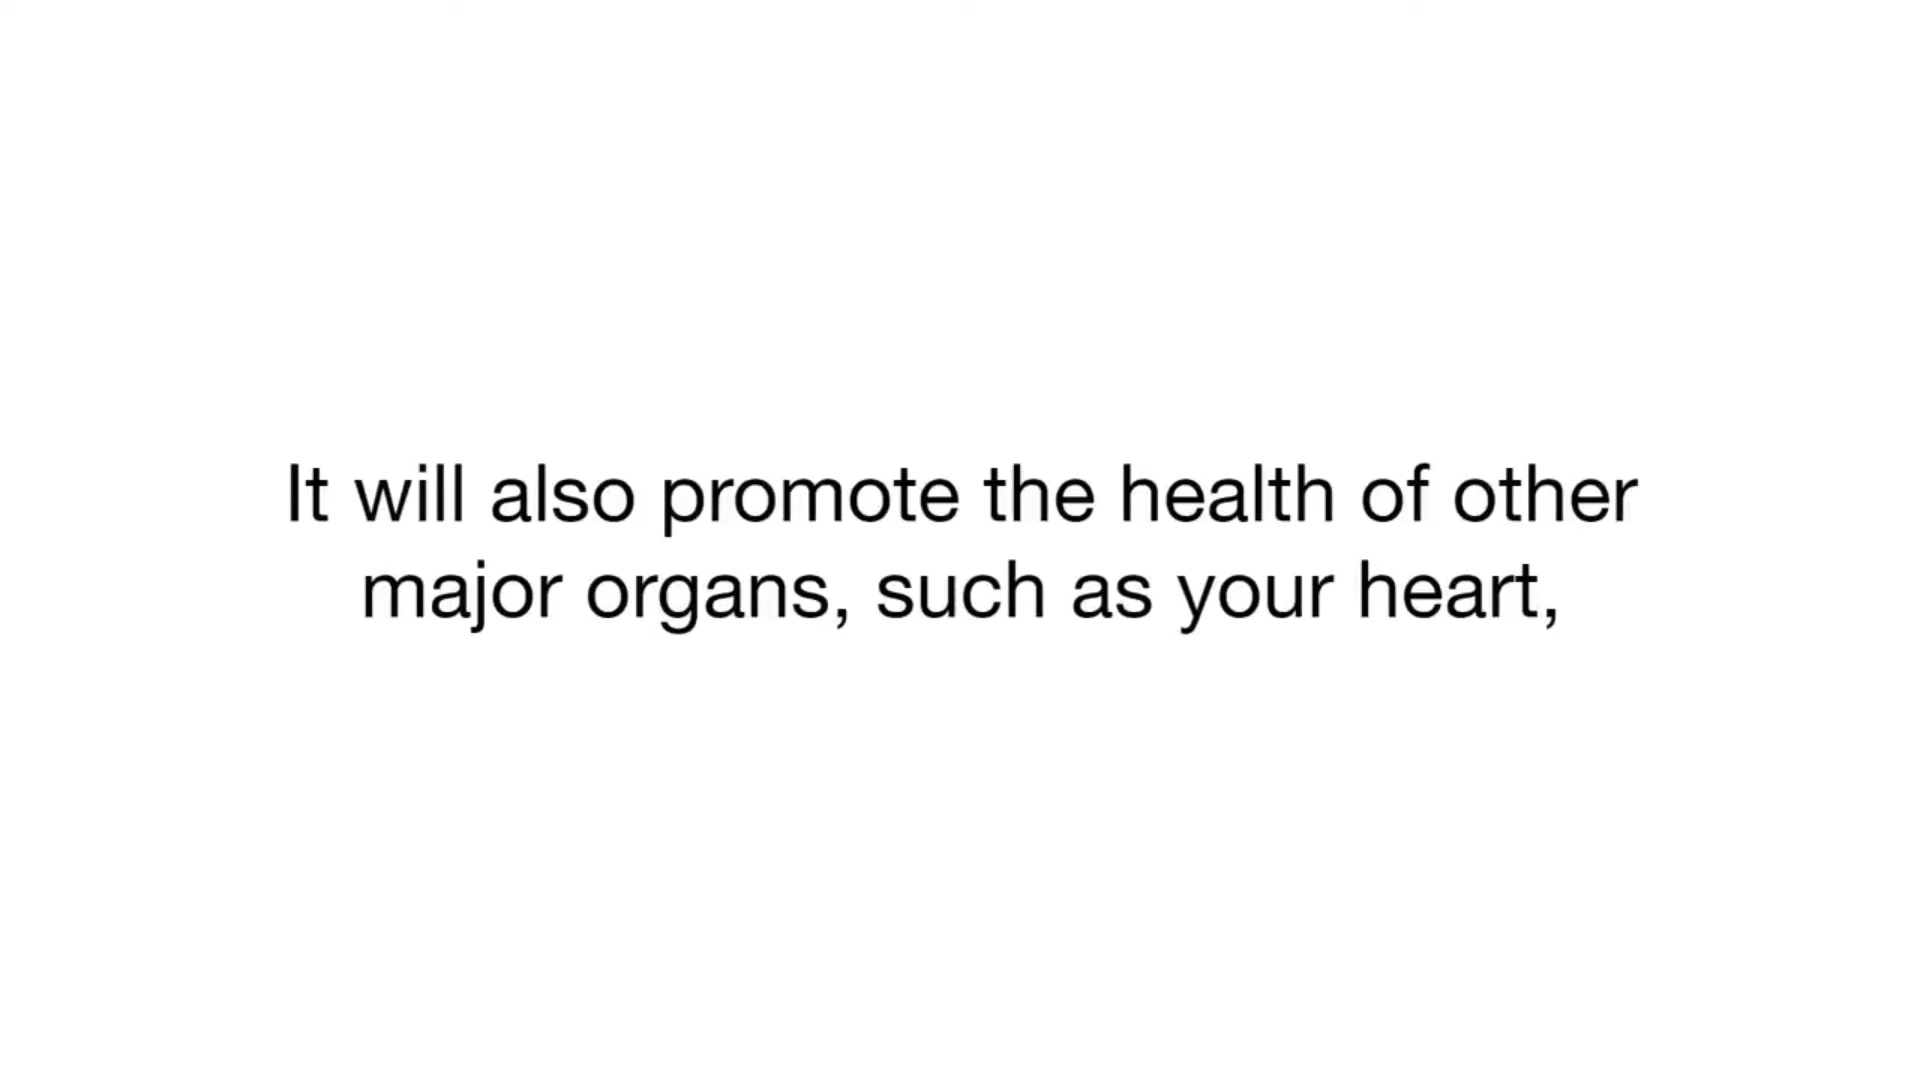 It will also promote the health of other
major organs, such as your heart,